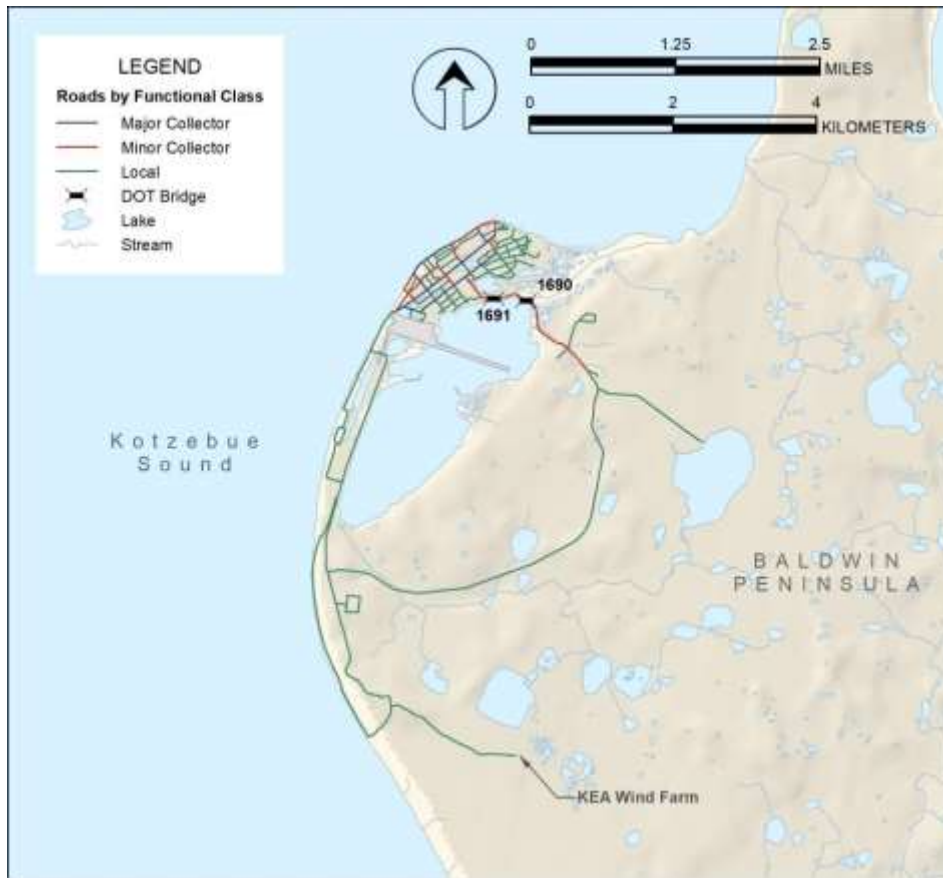 LEGEND
Roads by Functional Class
Major Collector
Minor Collector
Local
DOT Bridge
Lake
Stream
0 1.25 2.5
MILES
0 2 4
KILOMETERS
1690
1691
Kotzebue
Sound
BALDWIN
PENINSULA
KEA Wind Farm